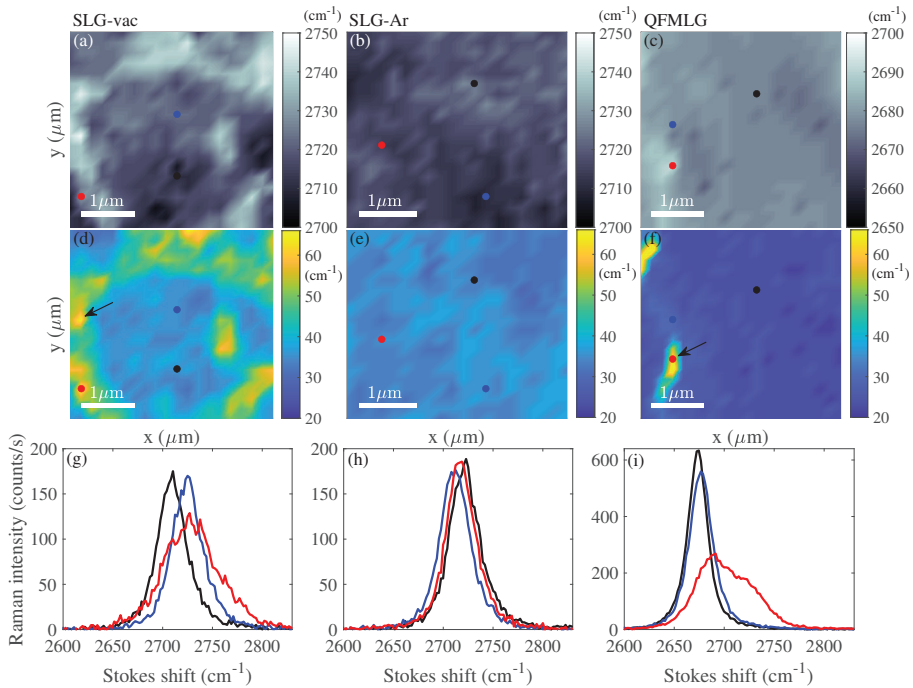 SLG-vac SLG-Ar QFMLG
(cm⁻¹) (cm⁻¹) (cm⁻¹)
(a) (b) (c)
2750 2750 2700
2740 2740 2690
2730 2730 2680
2720 2720 2670
2710 2710 2660
2700 2700 2650
y (μm)
1μm 1μm 1μm
(d) (e) (f)
(cm⁻¹) (cm⁻¹) (cm⁻¹)
60 60 60
50 50 50
40 40 40
30 30 30
20 20 20
y (μm)
1μm 1μm 1μm
x (μm) x (μm)
(g) (h) (i)
200 200 600
150 150 400
100 100 200
50 50 0
0 0
Raman intensity (counts/s)
2600 2650 2700 2750 2800 2600 2650 2700 2750 2800 2600 2650 2700 2750 2800
Stokes shift (cm⁻¹) Stokes shift (cm⁻¹) Stokes shift (cm⁻¹)